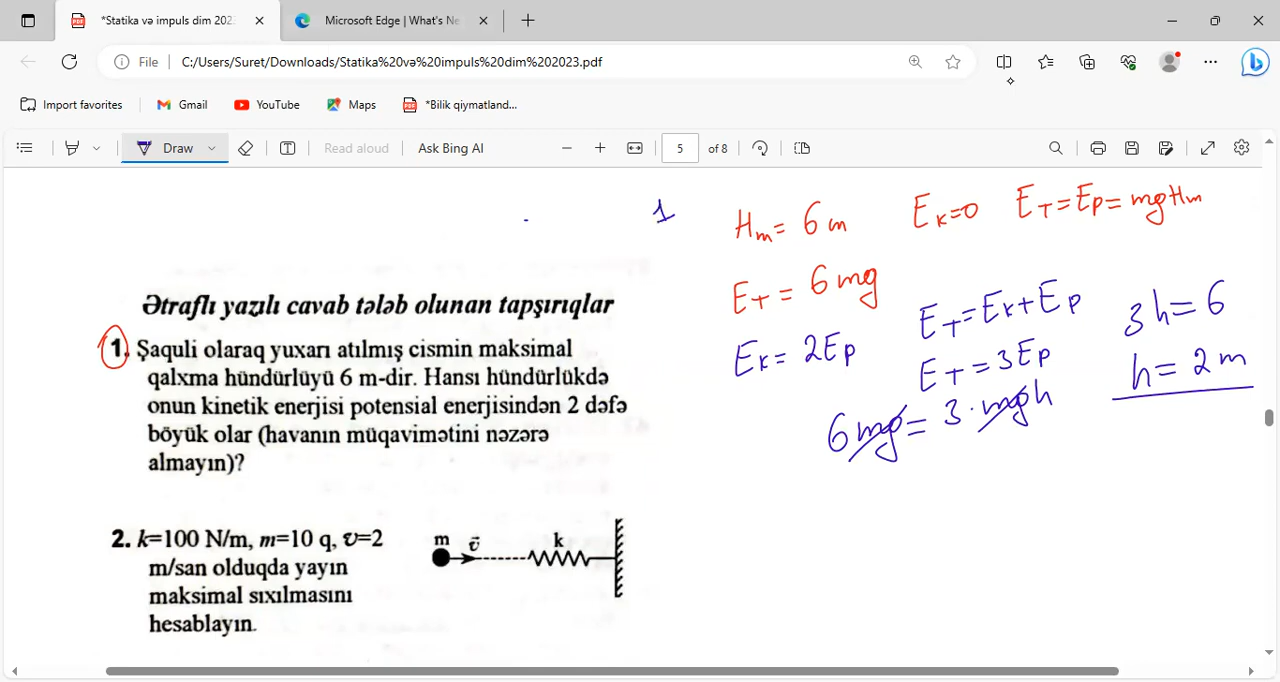 *Statika və impuls dim 202
Microsoft Edge | What's Ne
File
C:/Users/Suret/Downloads/Statika%20və%20impuls%20dim%202023.pdf
Import favorites
Gmail
YouTube
Maps
*Bilik qiymatland...
Draw
Read aloud
Ask Bing AI
5
of 8
1
Hm = 6 m
EK=0
ET=Ep=mgHm
ET = 6 mg
EK = 2Ep
ET=EK+Ep
ET=3Ep
6mg = 3·mgh
3h=6
h=2m
Ətraflı yazılı cavab tələb olunan tapşırıqlar
1. Şaquli olaraq yuxarı atılmış cismin maksimal
qalxma hündürlüyü 6 m-dir. Hansı hündürlükdə
onun kinetik enerjisi potensial enerjisindən 2 dəfə
böyük olar (havanın müqavimətini nəzərə
almayın)?
2. k=100 N/m, m=10 q, υ=2
m/san olduqda yayın
maksimal sıxılmasını
hesablayın.
m
υ
k